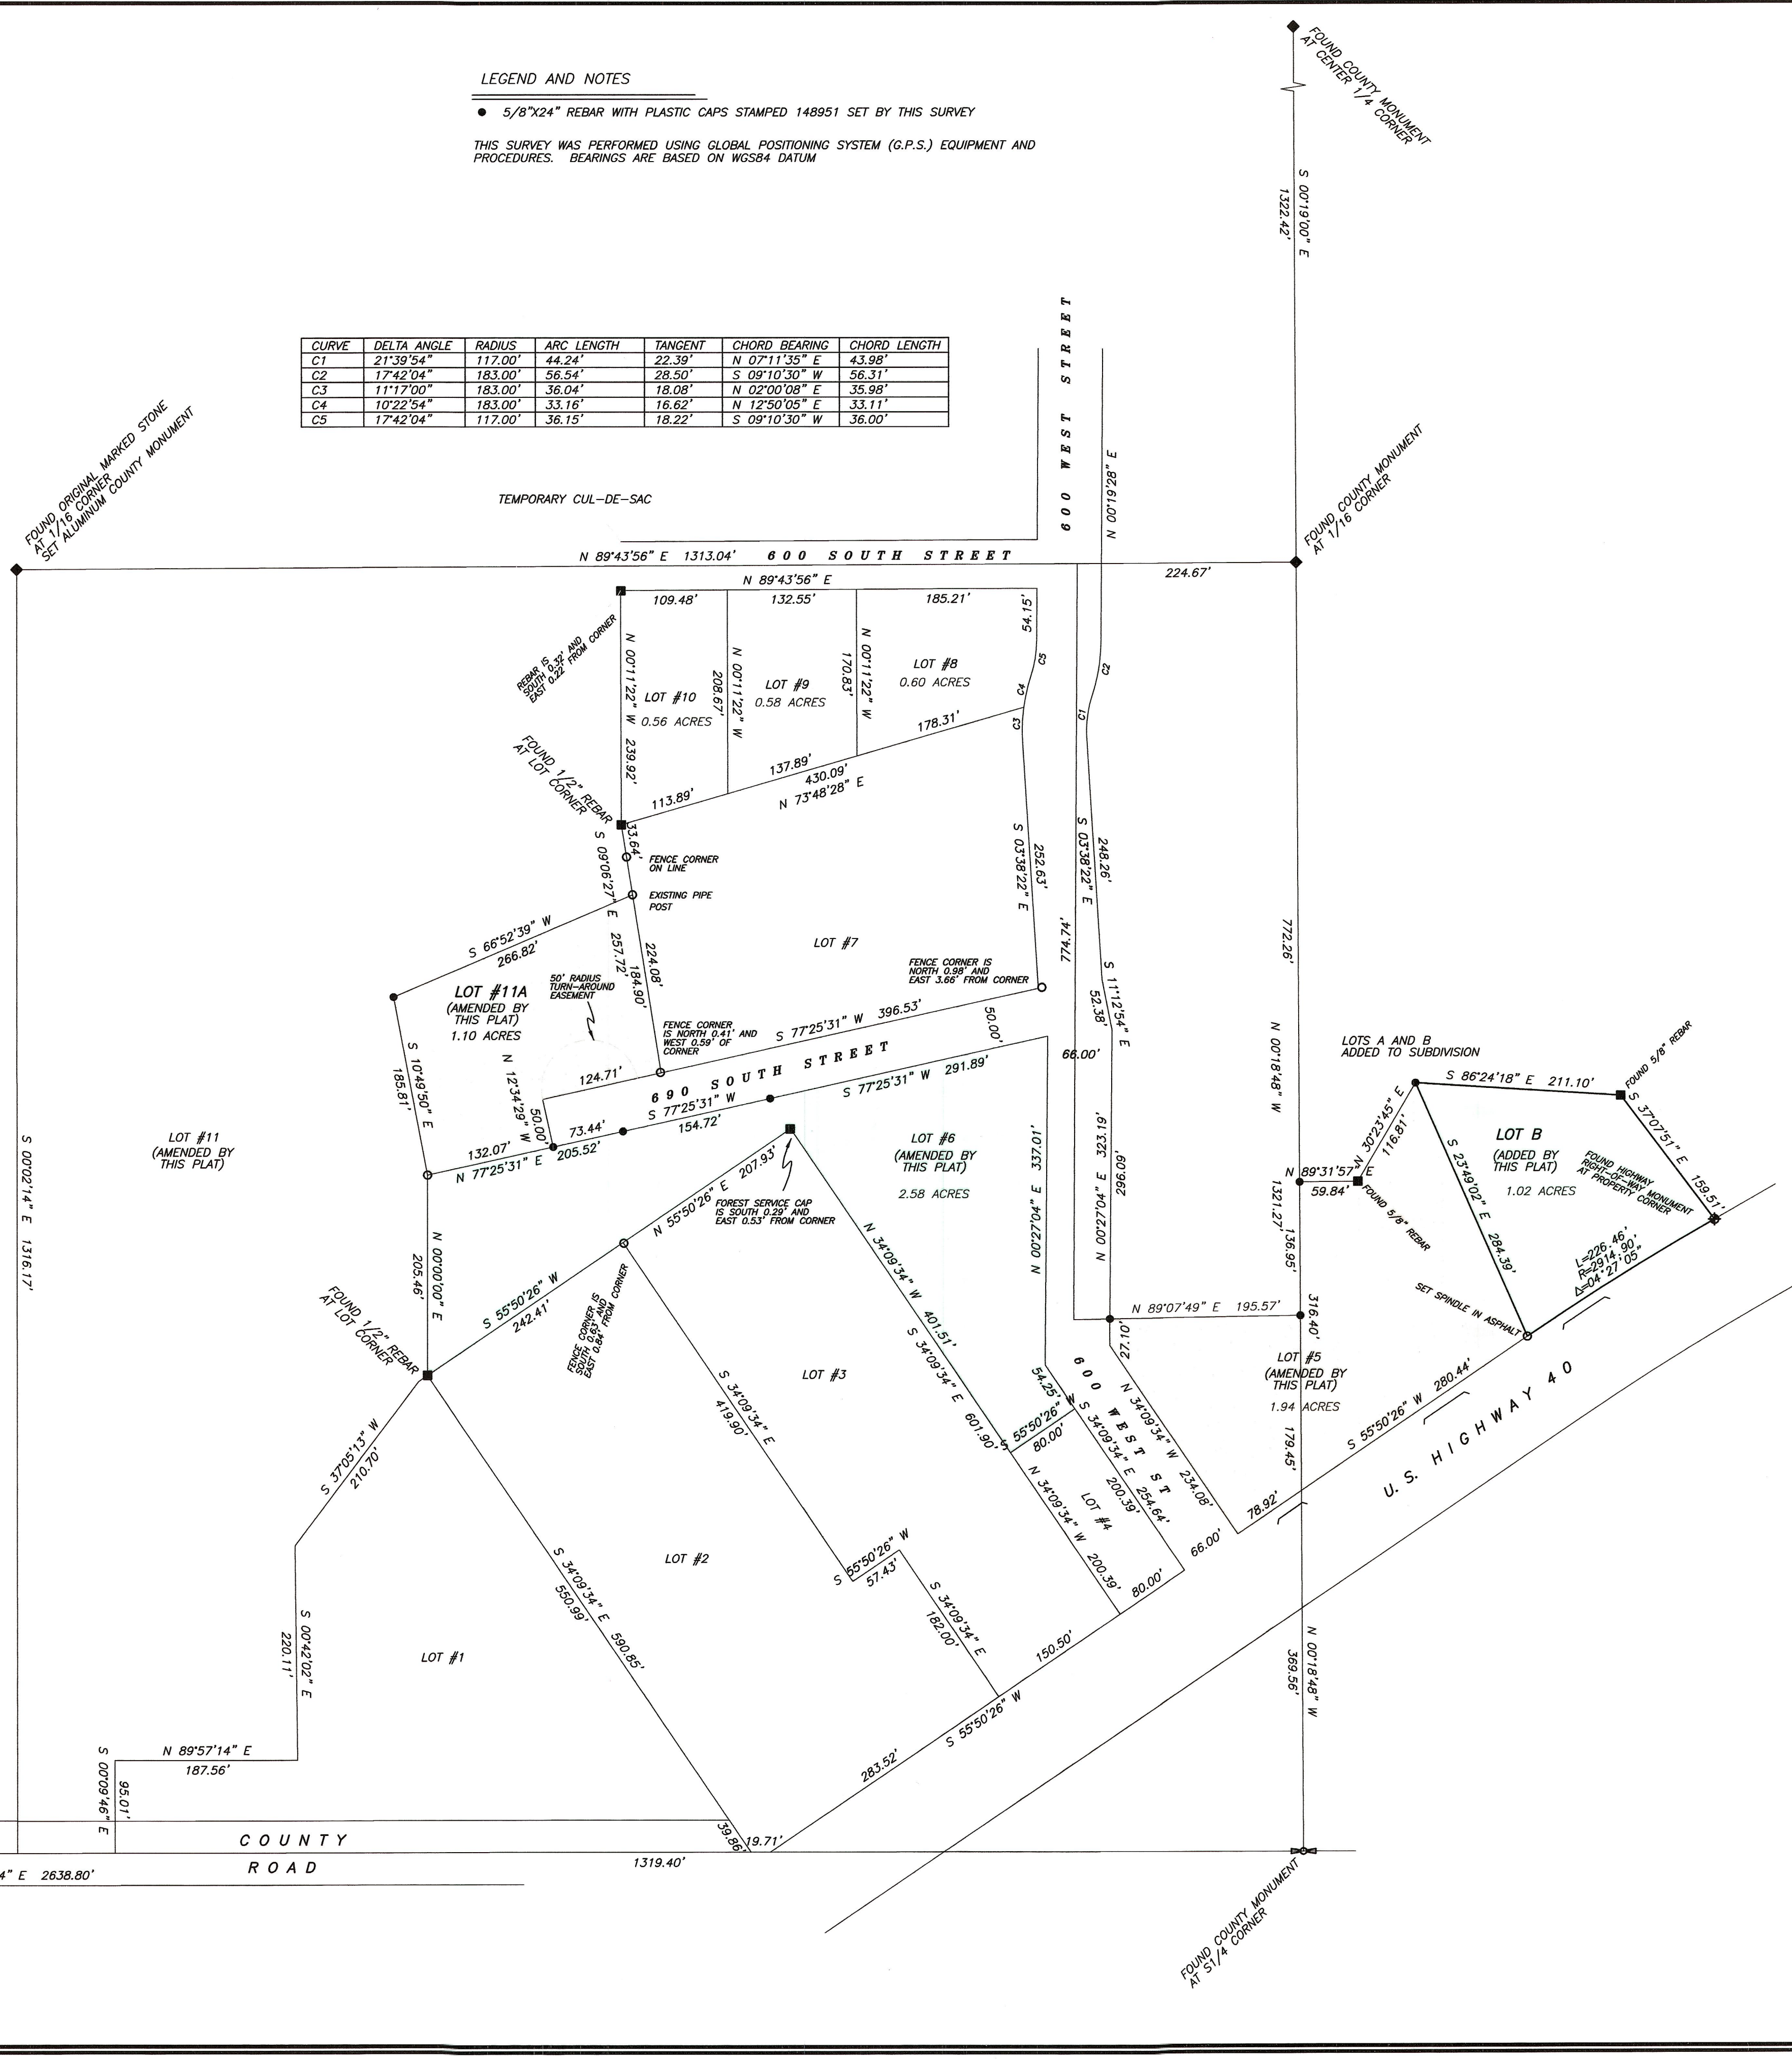 FOUND COUNTY MONUMENT
AT CENTER 1/4 CORNER
LEGEND AND NOTES
● 5/8"X24" REBAR WITH PLASTIC CAPS STAMPED 148951 SET BY THIS SURVEY
THIS SURVEY WAS PERFORMED USING GLOBAL POSITIONING SYSTEM (G.P.S.) EQUIPMENT AND
PROCEDURES. BEARINGS ARE BASED ON WGS84 DATUM
S 00°19'00" E
1322.42'
CURVE DELTA ANGLE RADIUS ARC LENGTH TANGENT CHORD BEARING CHORD LENGTH
C1 21°39'54" 117.00' 44.24' 22.39' N 07°11'35" E 43.98'
C2 17°42'04" 183.00' 56.54' 28.50' S 09°10'30" W 56.31'
C3 11°17'00" 183.00' 36.04' 18.08' N 02°00'08" E 35.98'
C4 10°22'54" 183.00' 33.16' 16.62' N 12°50'05" E 33.11'
C5 17°42'04" 117.00' 36.15' 18.22' S 09°10'30" W 36.00'
600 WEST STREET
N 00°19'28" E
FOUND ORIGINAL MARKED STONE
AT 1/16 CORNER
SET ALUMINUM COUNTY MONUMENT
FOUND COUNTY MONUMENT
AT 1/16 CORNER
TEMPORARY CUL-DE-SAC
N 89°43'56" E 1313.04'
600 SOUTH STREET
224.67'
N 89°43'56" E
109.48'
132.55'
185.21'
54.15'
REBAR IS
SOUTH 0.32' AND
EAST 0.22' FROM CORNER
N 00°11'22" W 239.92'
LOT #10
0.56 ACRES
208.67'
N 00°11'22" W
LOT #9
0.58 ACRES
170.83'
N 00°11'22" W
LOT #8
0.60 ACRES
C5
C4
C3
C2
C1
178.31'
137.89'
430.09'
N 73°48'28" E
113.89'
FOUND 1/2" REBAR
AT LOT CORNER
33.64'
FENCE CORNER
ON LINE
EXISTING PIPE
POST
S 09°06'27" E 257.72'
224.08'
184.90'
LOT #7
S 03°38'22" E
252.63'
S 03°38'22" E
248.26'
774.74'
772.26'
S 66°52'39" W
266.82'
50' RADIUS
TURN-AROUND
EASEMENT
LOT #11A
(AMENDED BY
THIS PLAT)
1.10 ACRES
FENCE CORNER IS
NORTH 0.98' AND
EAST 3.66' FROM CORNER
S 11°12'54" E
52.38'
FENCE CORNER
IS NORTH 0.41' AND
WEST 0.59' OF
CORNER
S 77°25'31" W 396.53'
50.00'
66.00'
690 SOUTH STREET
124.71'
S 10°49'50" E
185.81'
N 12°34'29" W
50.00'
73.44'
S 77°25'31" W
154.72'
S 77°25'31" W 291.89'
132.07'
N 77°25'31" E
205.52'
N 00°18'48" W
1321.27'
LOTS A AND B
ADDED TO SUBDIVISION
S 86°24'18" E 211.10'
FOUND 5/8" REBAR
S 37°07'51" E
159.51'
N 30°23'45" E
116.81'
N 89°31'57" E
59.84'
FOUND 5/8" REBAR
LOT B
(ADDED BY
THIS PLAT)
1.02 ACRES
FOUND HIGHWAY
RIGHT-OF-WAY MONUMENT
AT PROPERTY CORNER
S 23°49'02" E 284.39'
L=226.46'
R=2914.90'
Δ=04°27'05"
SET SPINDLE IN ASPHALT
136.95'
316.40'
LOT #11
(AMENDED BY
THIS PLAT)
S 00°02'14" E 1316.17'
N 00°00'00" E
205.46'
N 55°50'26" E 207.93'
FOREST SERVICE CAP
IS SOUTH 0.29' AND
EAST 0.53' FROM CORNER
LOT #6
(AMENDED BY
THIS PLAT)
2.58 ACRES
N 00°27'04" E 337.01'
N 00°27'04" E 323.19'
296.09'
N 89°07'49" E 195.57'
27.10'
FOUND 1/2" REBAR
AT LOT CORNER
S 55°50'26" W
242.41'
FENCE CORNER IS
SOUTH 0.63' AND
EAST 0.84' FROM CORNER
N 34°09'34" W 401.51'
S 34°09'34" E 601.90'
LOT #3
S 34°09'34" E
419.90'
54.25'
600 WEST ST
S 55°50'26" W
80.00'
S 34°09'34" E 254.64'
200.39'
N 34°09'34" W 234.08'
LOT #5
(AMENDED BY
THIS PLAT)
1.94 ACRES
179.45'
S 55°50'26" W 280.44'
U.S. HIGHWAY 40
78.92'
66.00'
LOT #4
N 34°09'34" W 200.39'
80.00'
S 37°05'13" W
210.70'
LOT #2
S 55°50'26" W
57.43'
S 34°09'34" E
182.00'
S 34°09'34" E 590.85'
550.99'
150.50'
S 55°50'26" W
283.52'
LOT #1
S 00°42'02" E
220.11'
N 00°18'48" W
369.56'
N 89°57'14" E
187.56'
S 00°09'46" E
95.01'
39.86'
19.71'
COUNTY
ROAD
1319.40'
4" E 2638.80'
FOUND COUNTY MONUMENT
AT S1/4 CORNER